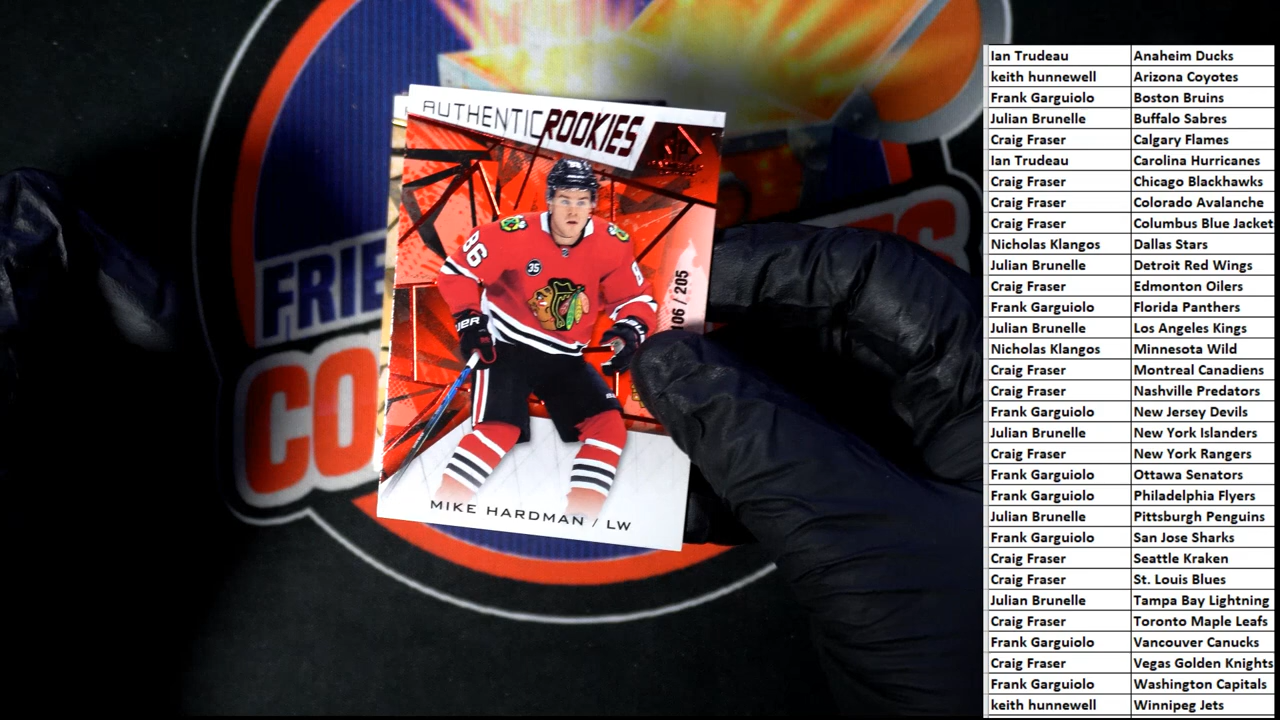 AUTHENTIC ROOKIES
86
8
35
106 / 205
MIKE HARDMAN / LW
FRIE
CO
TS
Ian Trudeau Anaheim Ducks
keith hunnewell Arizona Coyotes
Frank Garguiolo Boston Bruins
Julian Brunelle Buffalo Sabres
Craig Fraser Calgary Flames
Ian Trudeau Carolina Hurricanes
Craig Fraser Chicago Blackhawks
Craig Fraser Colorado Avalanche
Craig Fraser Columbus Blue Jacket
Nicholas Klangos Dallas Stars
Julian Brunelle Detroit Red Wings
Craig Fraser Edmonton Oilers
Frank Garguiolo Florida Panthers
Julian Brunelle Los Angeles Kings
Nicholas Klangos Minnesota Wild
Craig Fraser Montreal Canadiens
Craig Fraser Nashville Predators
Frank Garguiolo New Jersey Devils
Julian Brunelle New York Islanders
Craig Fraser New York Rangers
Frank Garguiolo Ottawa Senators
Frank Garguiolo Philadelphia Flyers
Julian Brunelle Pittsburgh Penguins
Frank Garguiolo San Jose Sharks
Craig Fraser Seattle Kraken
Craig Fraser St. Louis Blues
Julian Brunelle Tampa Bay Lightning
Craig Fraser Toronto Maple Leafs
Frank Garguiolo Vancouver Canucks
Craig Fraser Vegas Golden Knights
Frank Garguiolo Washington Capitals
keith hunnewell Winnipeg Jets